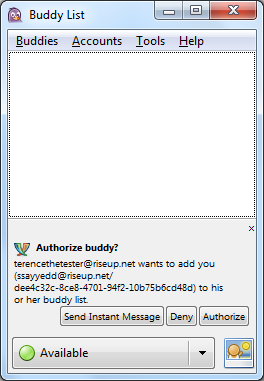 Buddy List
Buddies Accounts Tools Help
Authorize buddy?
terencethetester@riseup.net wants to add you
(ssayyedd@riseup.net/
dee4c32c-8ce8-4701-94f2-10b75b6cd48d) to his
or her buddy list.
Send Instant Message Deny Authorize
Available